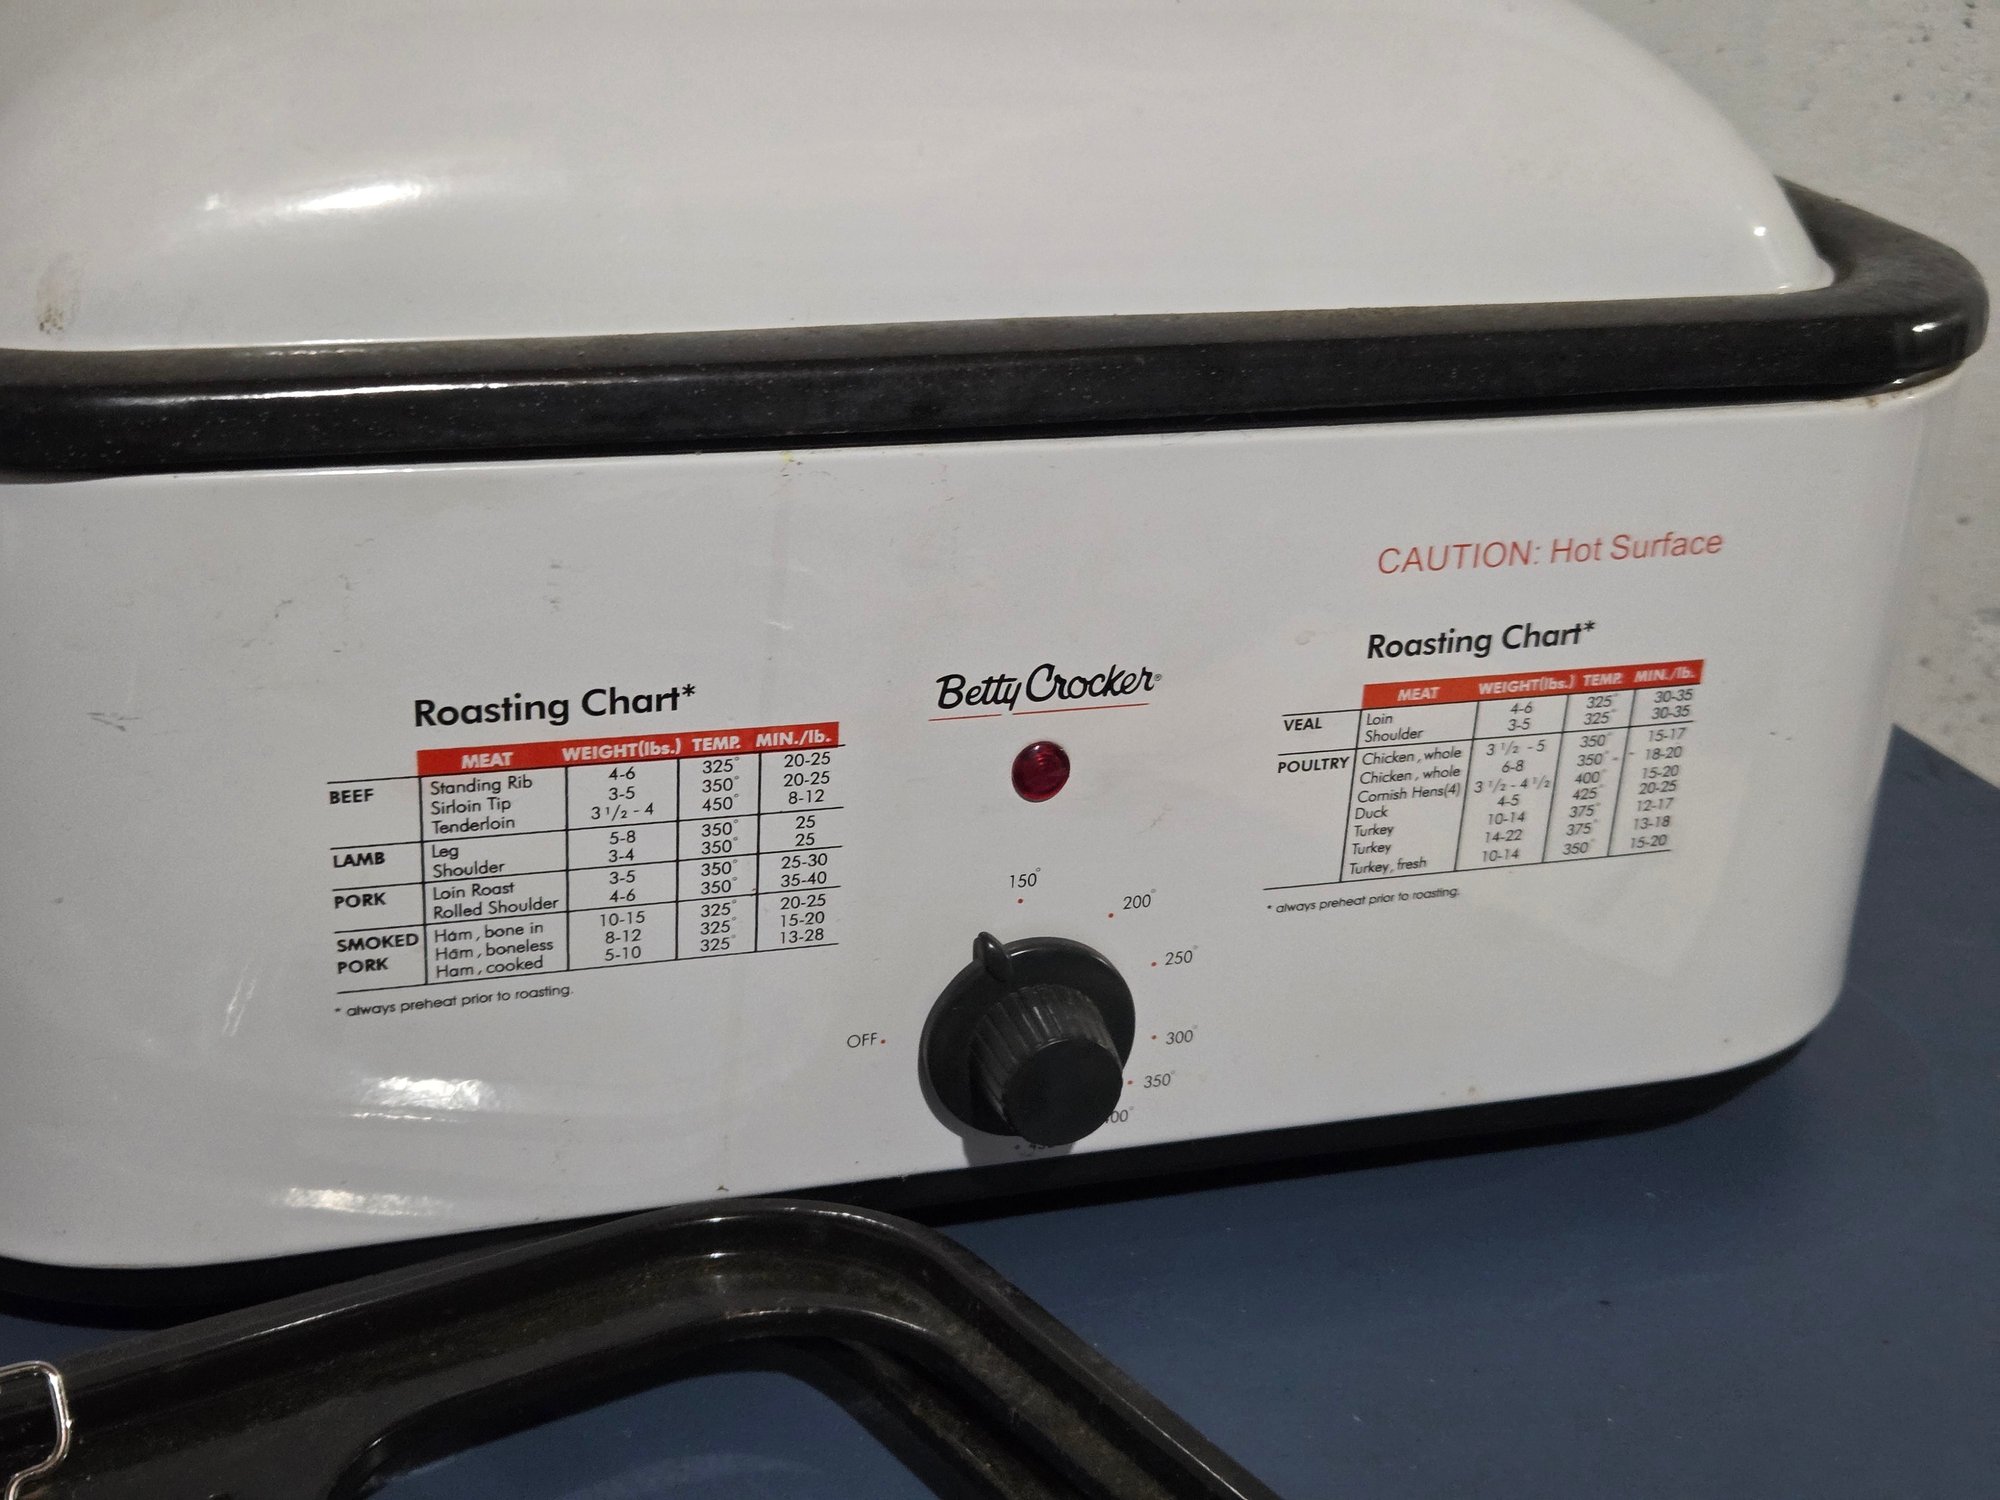 CAUTION: Hot Surface
Roasting Chart*
MEAT WEIGHT(lbs.) TEMP. MIN./lb.
BEEF Standing Rib 4-6 325° 20-25
Sirloin Tip 3-5 350° 20-25
Tenderloin 3 1/2 - 4 450° 8-12
LAMB Leg 5-8 350° 25
Shoulder 3-4 350° 25
PORK Loin Roast 3-5 350° 25-30
Rolled Shoulder 4-6 350° 35-40
SMOKED PORK Ham, bone in 10-15 325° 20-25
Ham, boneless 8-12 325° 15-20
Ham, cooked 5-10 325° 13-28
* always preheat prior to roasting.
Betty Crocker®
150°
200°
250°
300°
350°
OFF
Roasting Chart*
MEAT WEIGHT(lbs.) TEMP. MIN./lb.
VEAL Loin 4-6 325° 30-35
Shoulder 3-5 325° 30-35
POULTRY Chicken, whole 3 1/2 - 5 350° 15-17
Chicken, whole 6-8 350° 18-20
Cornish Hens(4) 3 1/2 - 4 1/2 400° 15-20
Duck 4-5 425° 20-25
Turkey 10-14 375° 12-17
Turkey 14-22 375° 13-18
Turkey, fresh 10-14 350° 15-20
* always preheat prior to roasting.